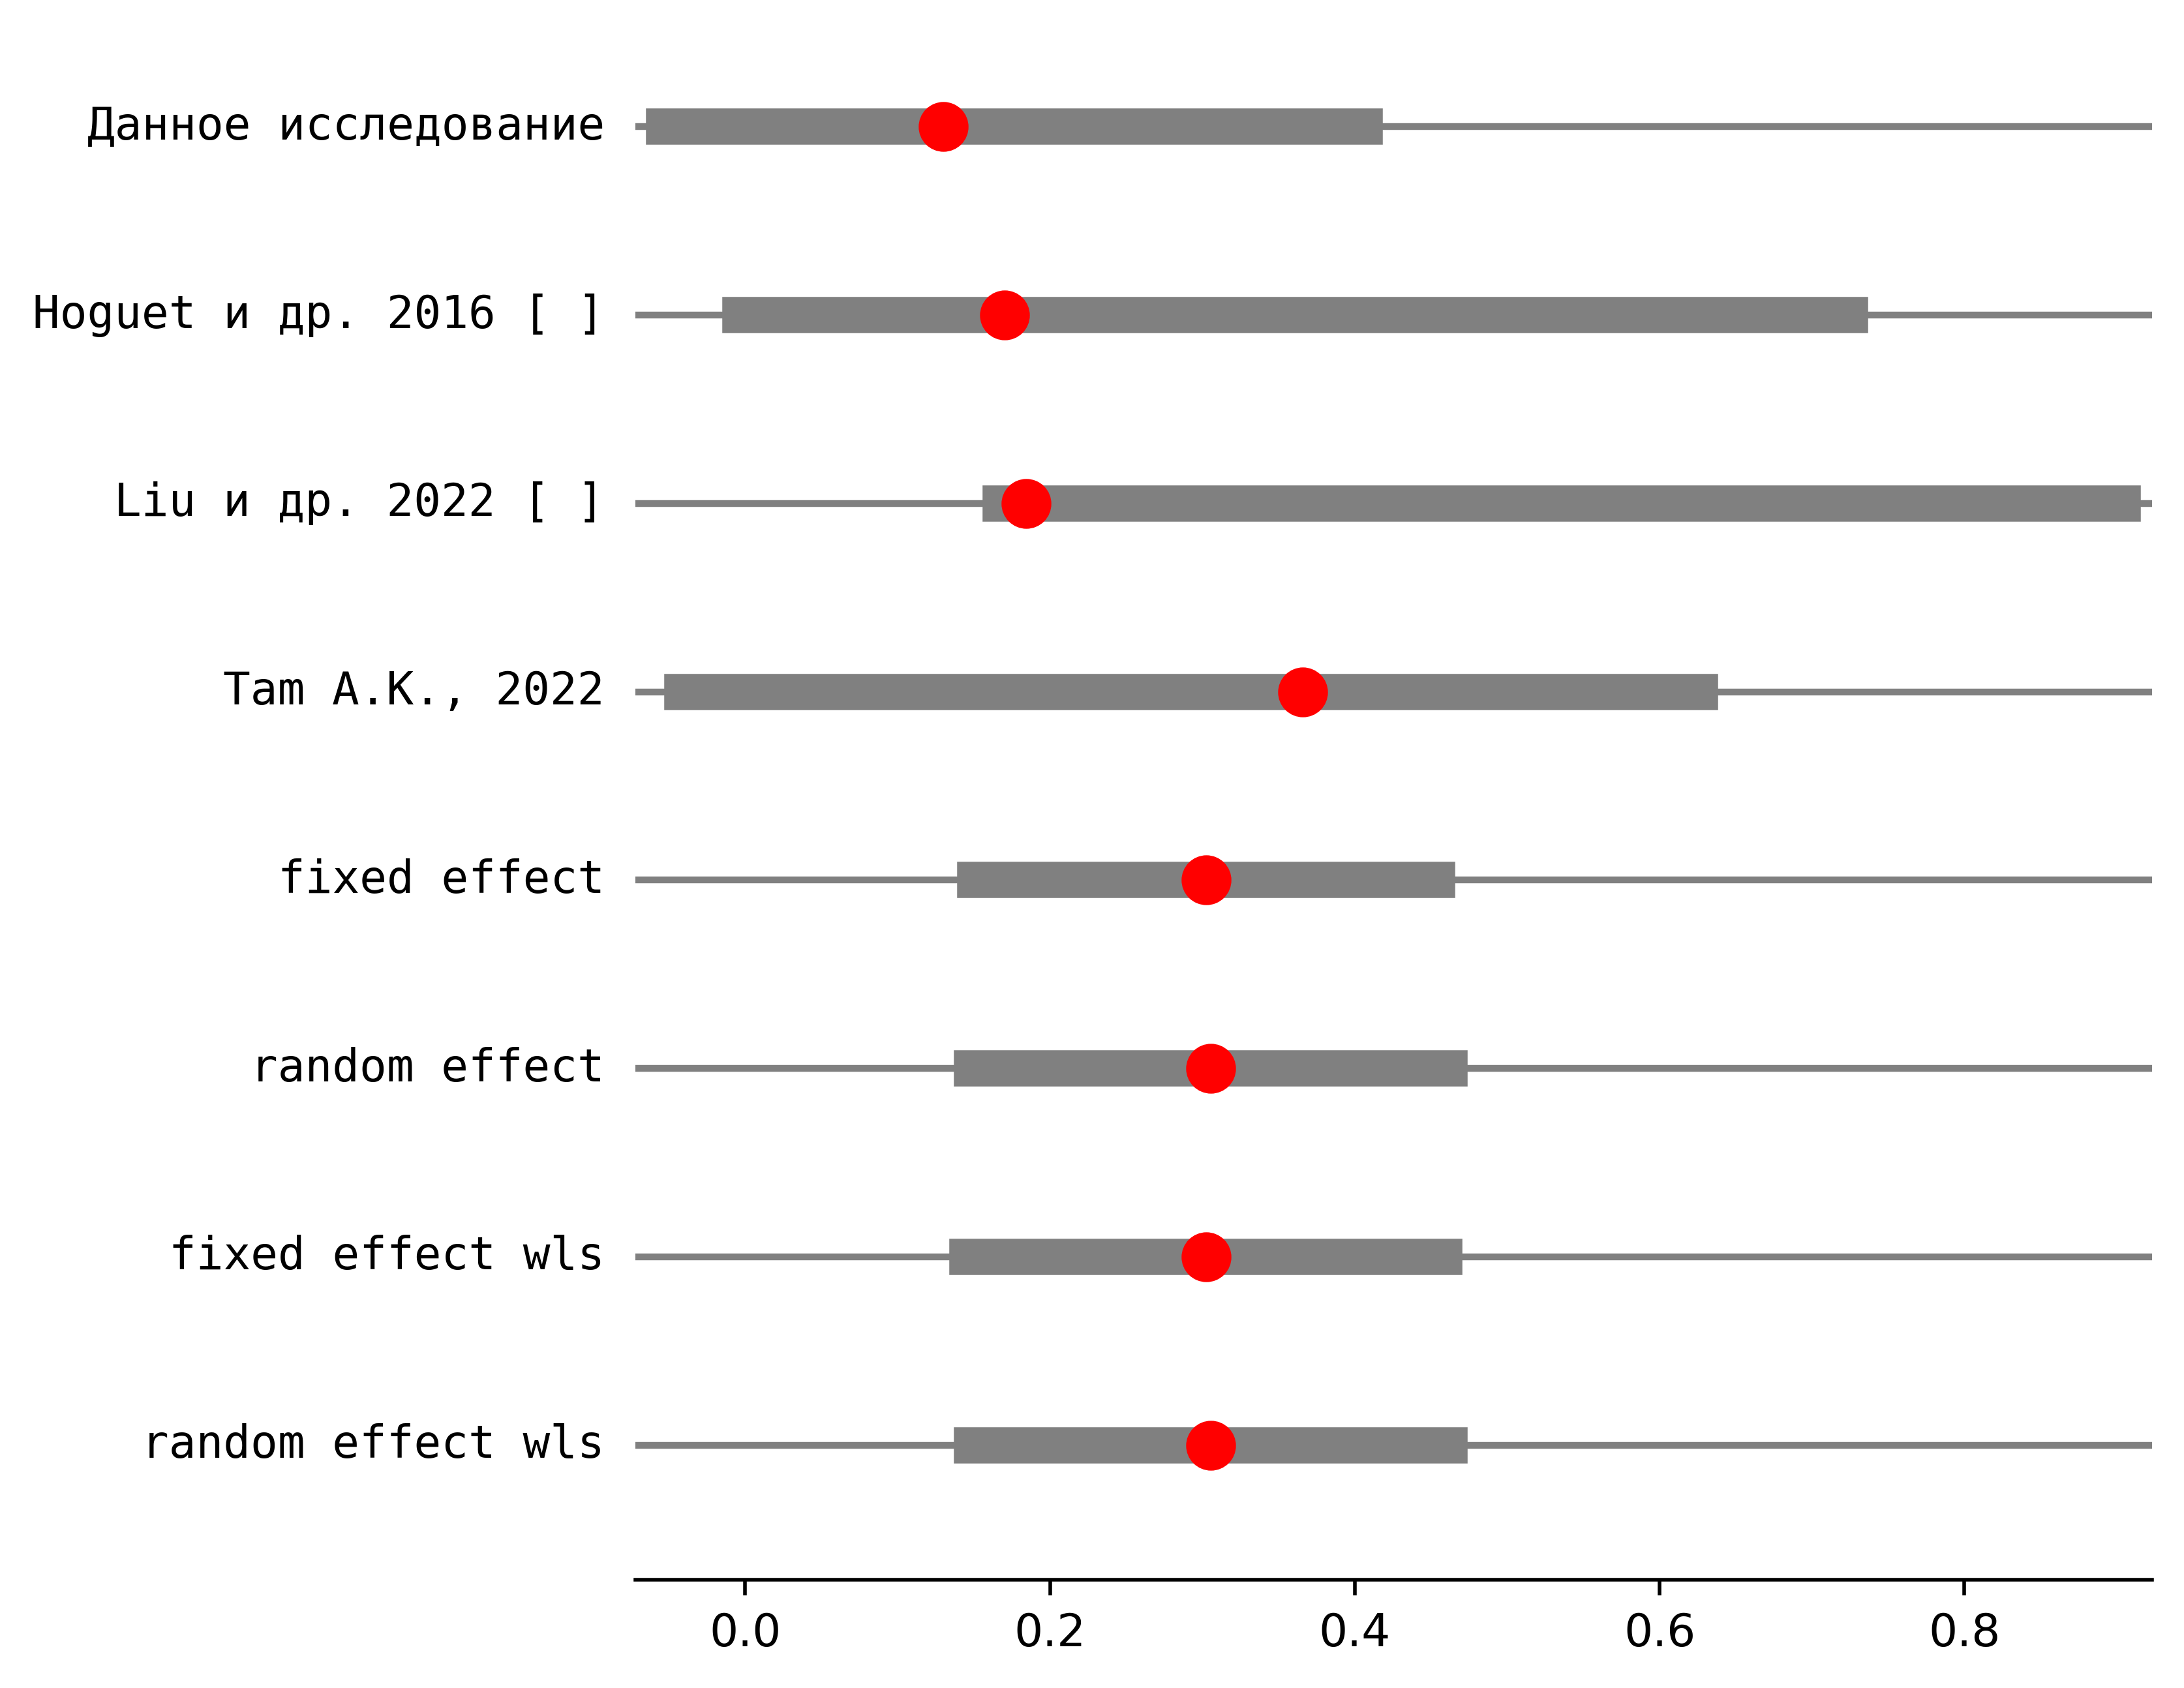 Данное исследование
Hoguet и др. 2016 [ ]
Liu и др. 2022 [ ]
Tam A.K., 2022
fixed effect
random effect
fixed effect wls
random effect wls
0.0 0.2 0.4 0.6 0.8